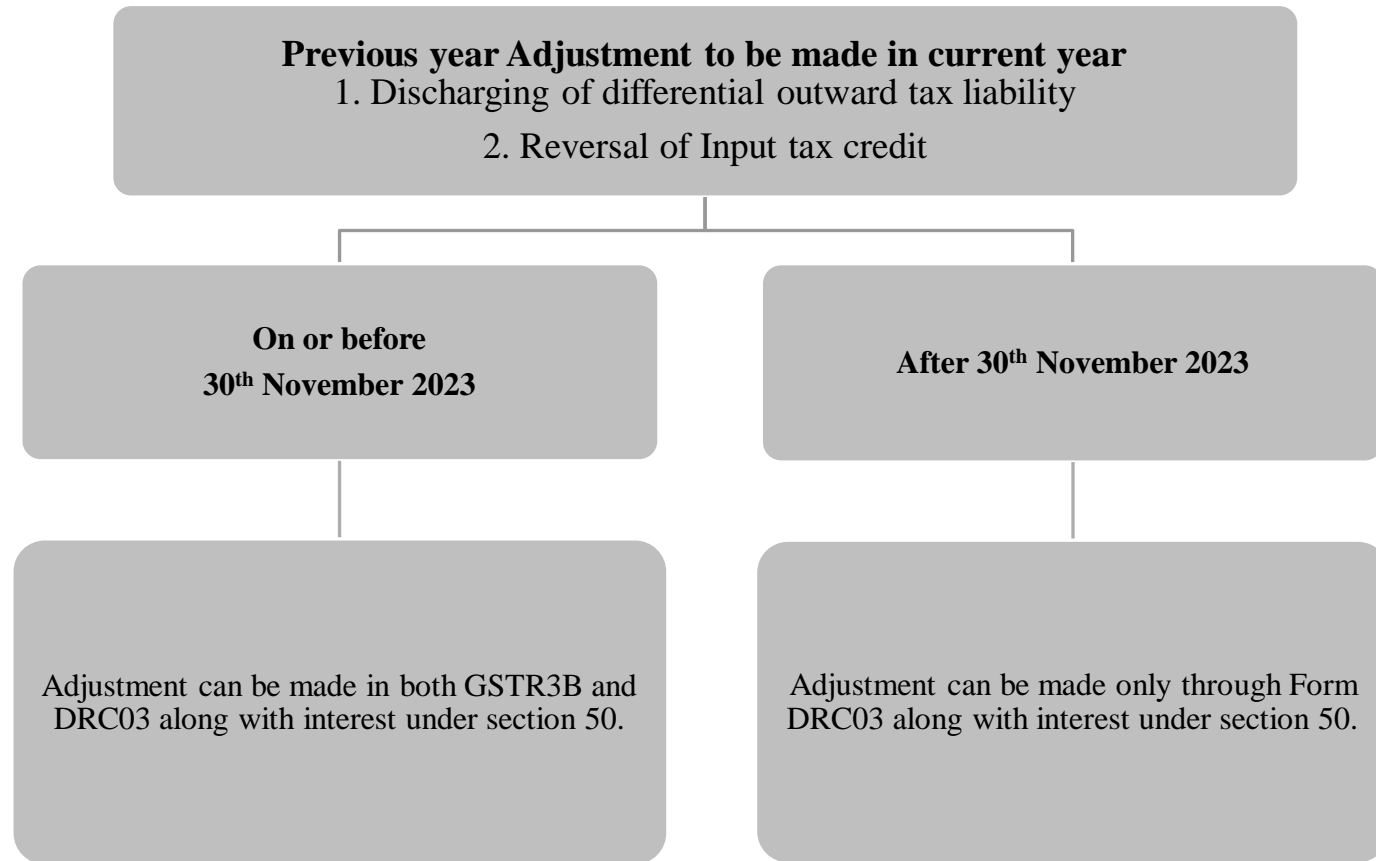 Previous year Adjustment to be made in current year
1. Discharging of differential outward tax liability
2. Reversal of Input tax credit
On or before
30th November 2023
After 30th November 2023
Adjustment can be made in both GSTR3B and
DRC03 along with interest under section 50.
Adjustment can be made only through Form
DRC03 along with interest under section 50.